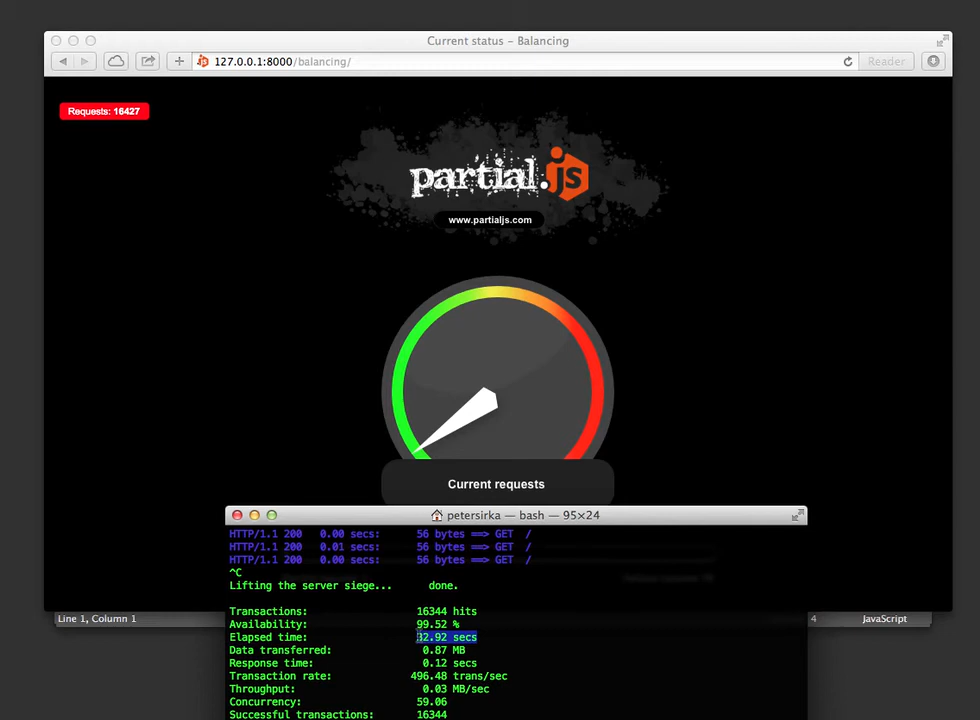 Current status – Balancing
127.0.0.1:8000/balancing/
Reader
Requests: 16427
partial.js
www.partialjs.com
Current requests
petersirka — bash — 95×24
HTTP/1.1 200   0.00 secs:      56 bytes ==> GET  /
HTTP/1.1 200   0.01 secs:      56 bytes ==> GET  /
HTTP/1.1 200   0.00 secs:      56 bytes ==> GET  /
^C
Lifting the server siege...      done.
Line 1, Column 1
4
JavaScript
Transactions:                  16344 hits
Availability:                  99.52 %
Elapsed time:                  32.92 secs
Data transferred:               0.87 MB
Response time:                  0.12 secs
Transaction rate:             496.48 trans/sec
Throughput:                     0.03 MB/sec
Concurrency:                   59.06
Successful transactions:       16344